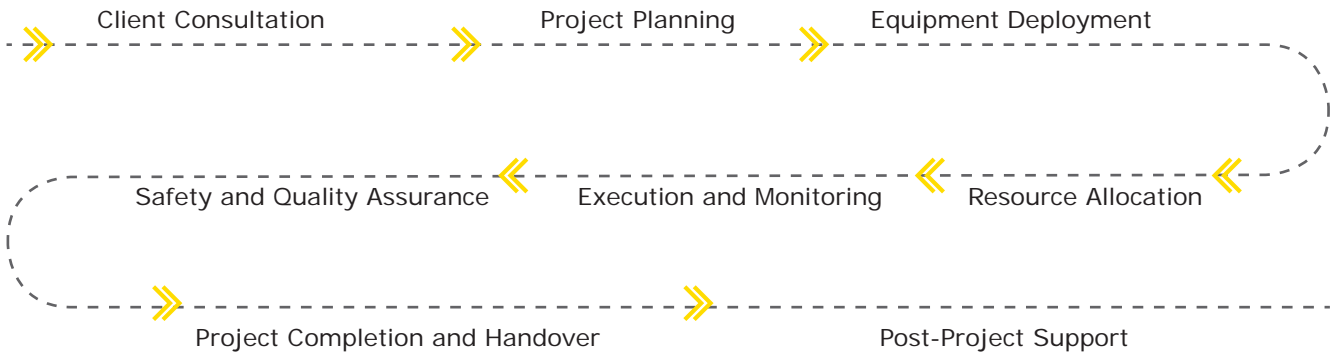 Client Consultation
Project Planning
Equipment Deployment
Resource Allocation
Execution and Monitoring
Safety and Quality Assurance
Project Completion and Handover
Post-Project Support